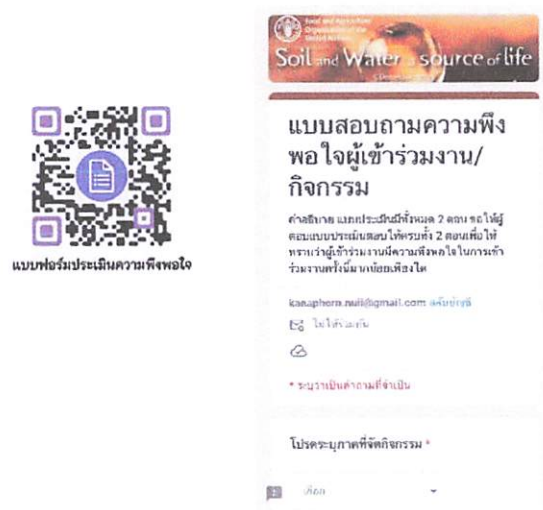 Food and Agriculture
Organization of the
United Nations
Soil and Water a source of life
แบบฟอร์มประเมินความพึงพอใจ
แบบสอบถามความพึง
พอใจผู้เข้าร่วมงาน/
กิจกรรม
คำอธิบาย แบบประเมินมีทั้งหมด 2 ตอน ขอให้ผู้
ตอบแบบประเมินตอบให้ครบทั้ง 2 ตอนเพื่อให้
ทราบว่าผู้เข้าร่วมงานมีความพึงพอใจในการเข้า
ร่วมงานครั้งนี้มากน้อยเพียงใด
@gmail.com สลับบัญชี
ไม่ใช้ร่วมกัน
* ระบุว่าเป็นคำถามที่จำเป็น
โปรดระบุภาคที่จัดกิจกรรม *
เลือก